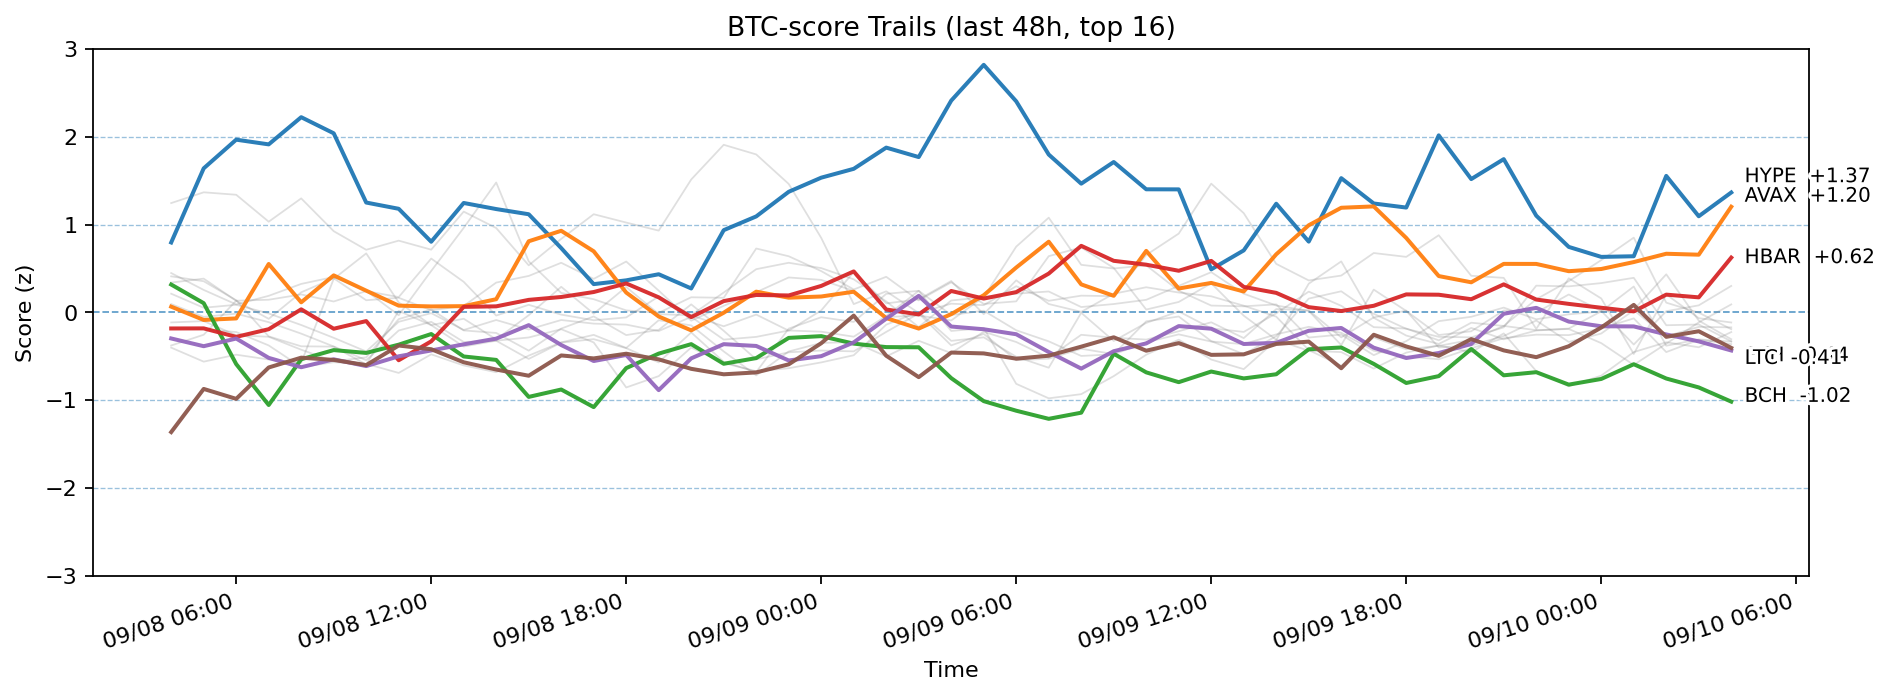 BTC-score Trails (last 48h, top 16)
Score (z)
3
2
1
0
−1
−2
−3
HYPE +1.37
AVAX +1.20
HBAR +0.62
LTC -0.41
BCH -1.02
09/08 06:00
09/08 12:00
09/08 18:00
09/09 00:00
09/09 06:00
09/09 12:00
09/09 18:00
09/10 00:00
09/10 06:00
Time